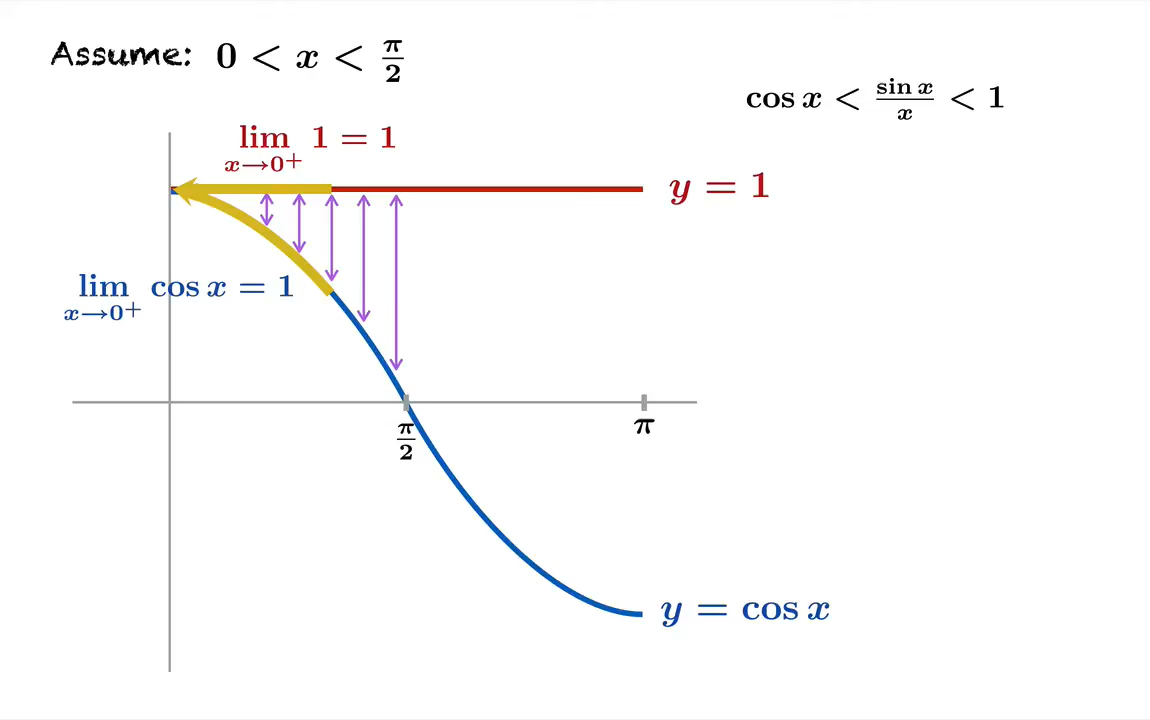 Assume: 0 < x < π/2
cos x < sin x/x < 1
lim x→0⁺ 1 = 1
y = 1
lim x→0⁺ cos x = 1
π/2
π
y = cos x